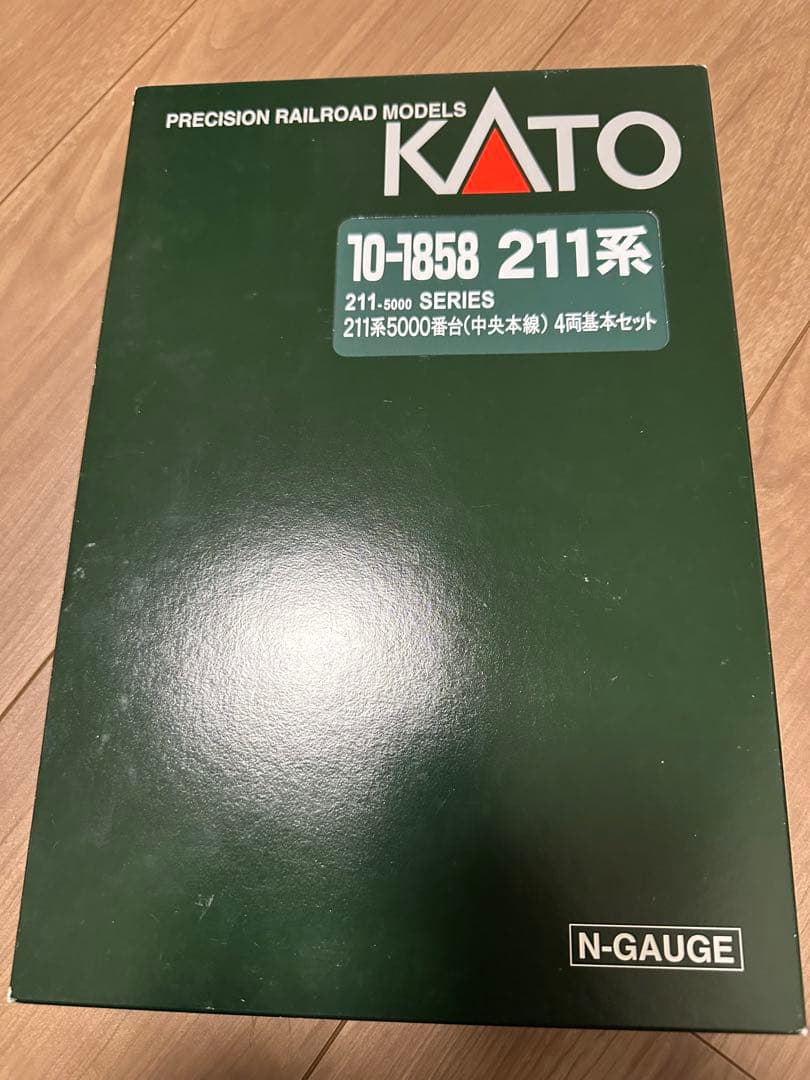 PRECISION RAILROAD MODELS
KATO
10-1858 211系
211-5000 SERIES
211系5000番台(中央本線) 4両基本セット
N-GAUGE